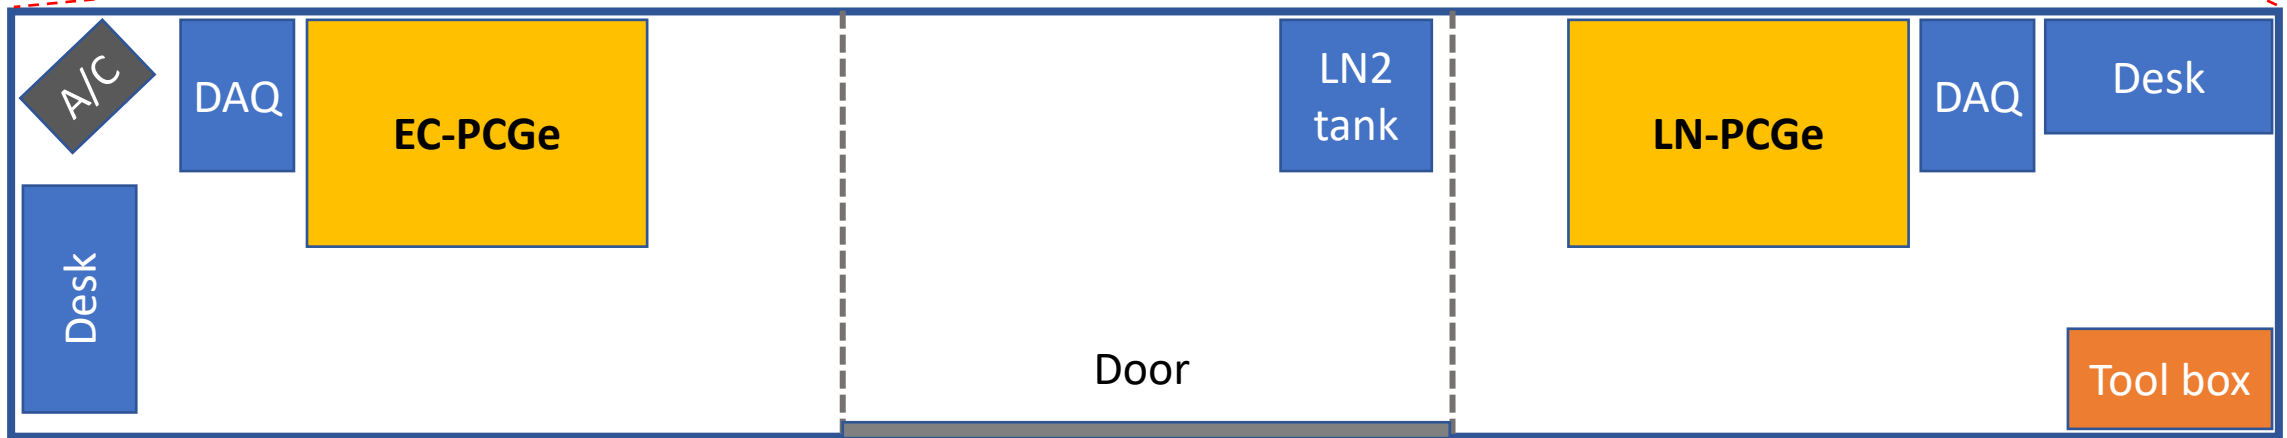 A/C
DAQ
EC-PCGe
LN2
tank
LN-PCGe
DAQ
Desk
Desk
Door
Tool box